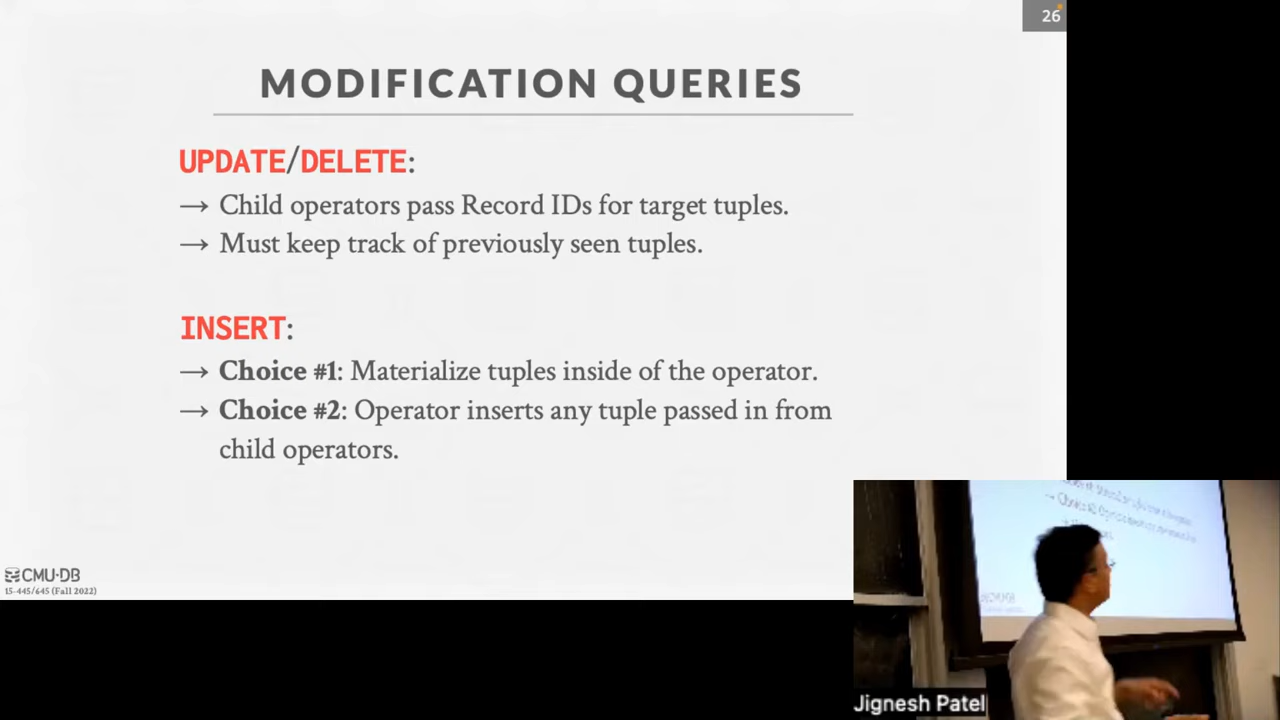 26
MODIFICATION QUERIES
UPDATE/DELETE:
→ Child operators pass Record IDs for target tuples.
→ Must keep track of previously seen tuples.
INSERT:
→ Choice #1: Materialize tuples inside of the operator.
→ Choice #2: Operator inserts any tuple passed in from
child operators.
CMU·DB
15-445/645 (Fall 2022)
Jignesh Patel